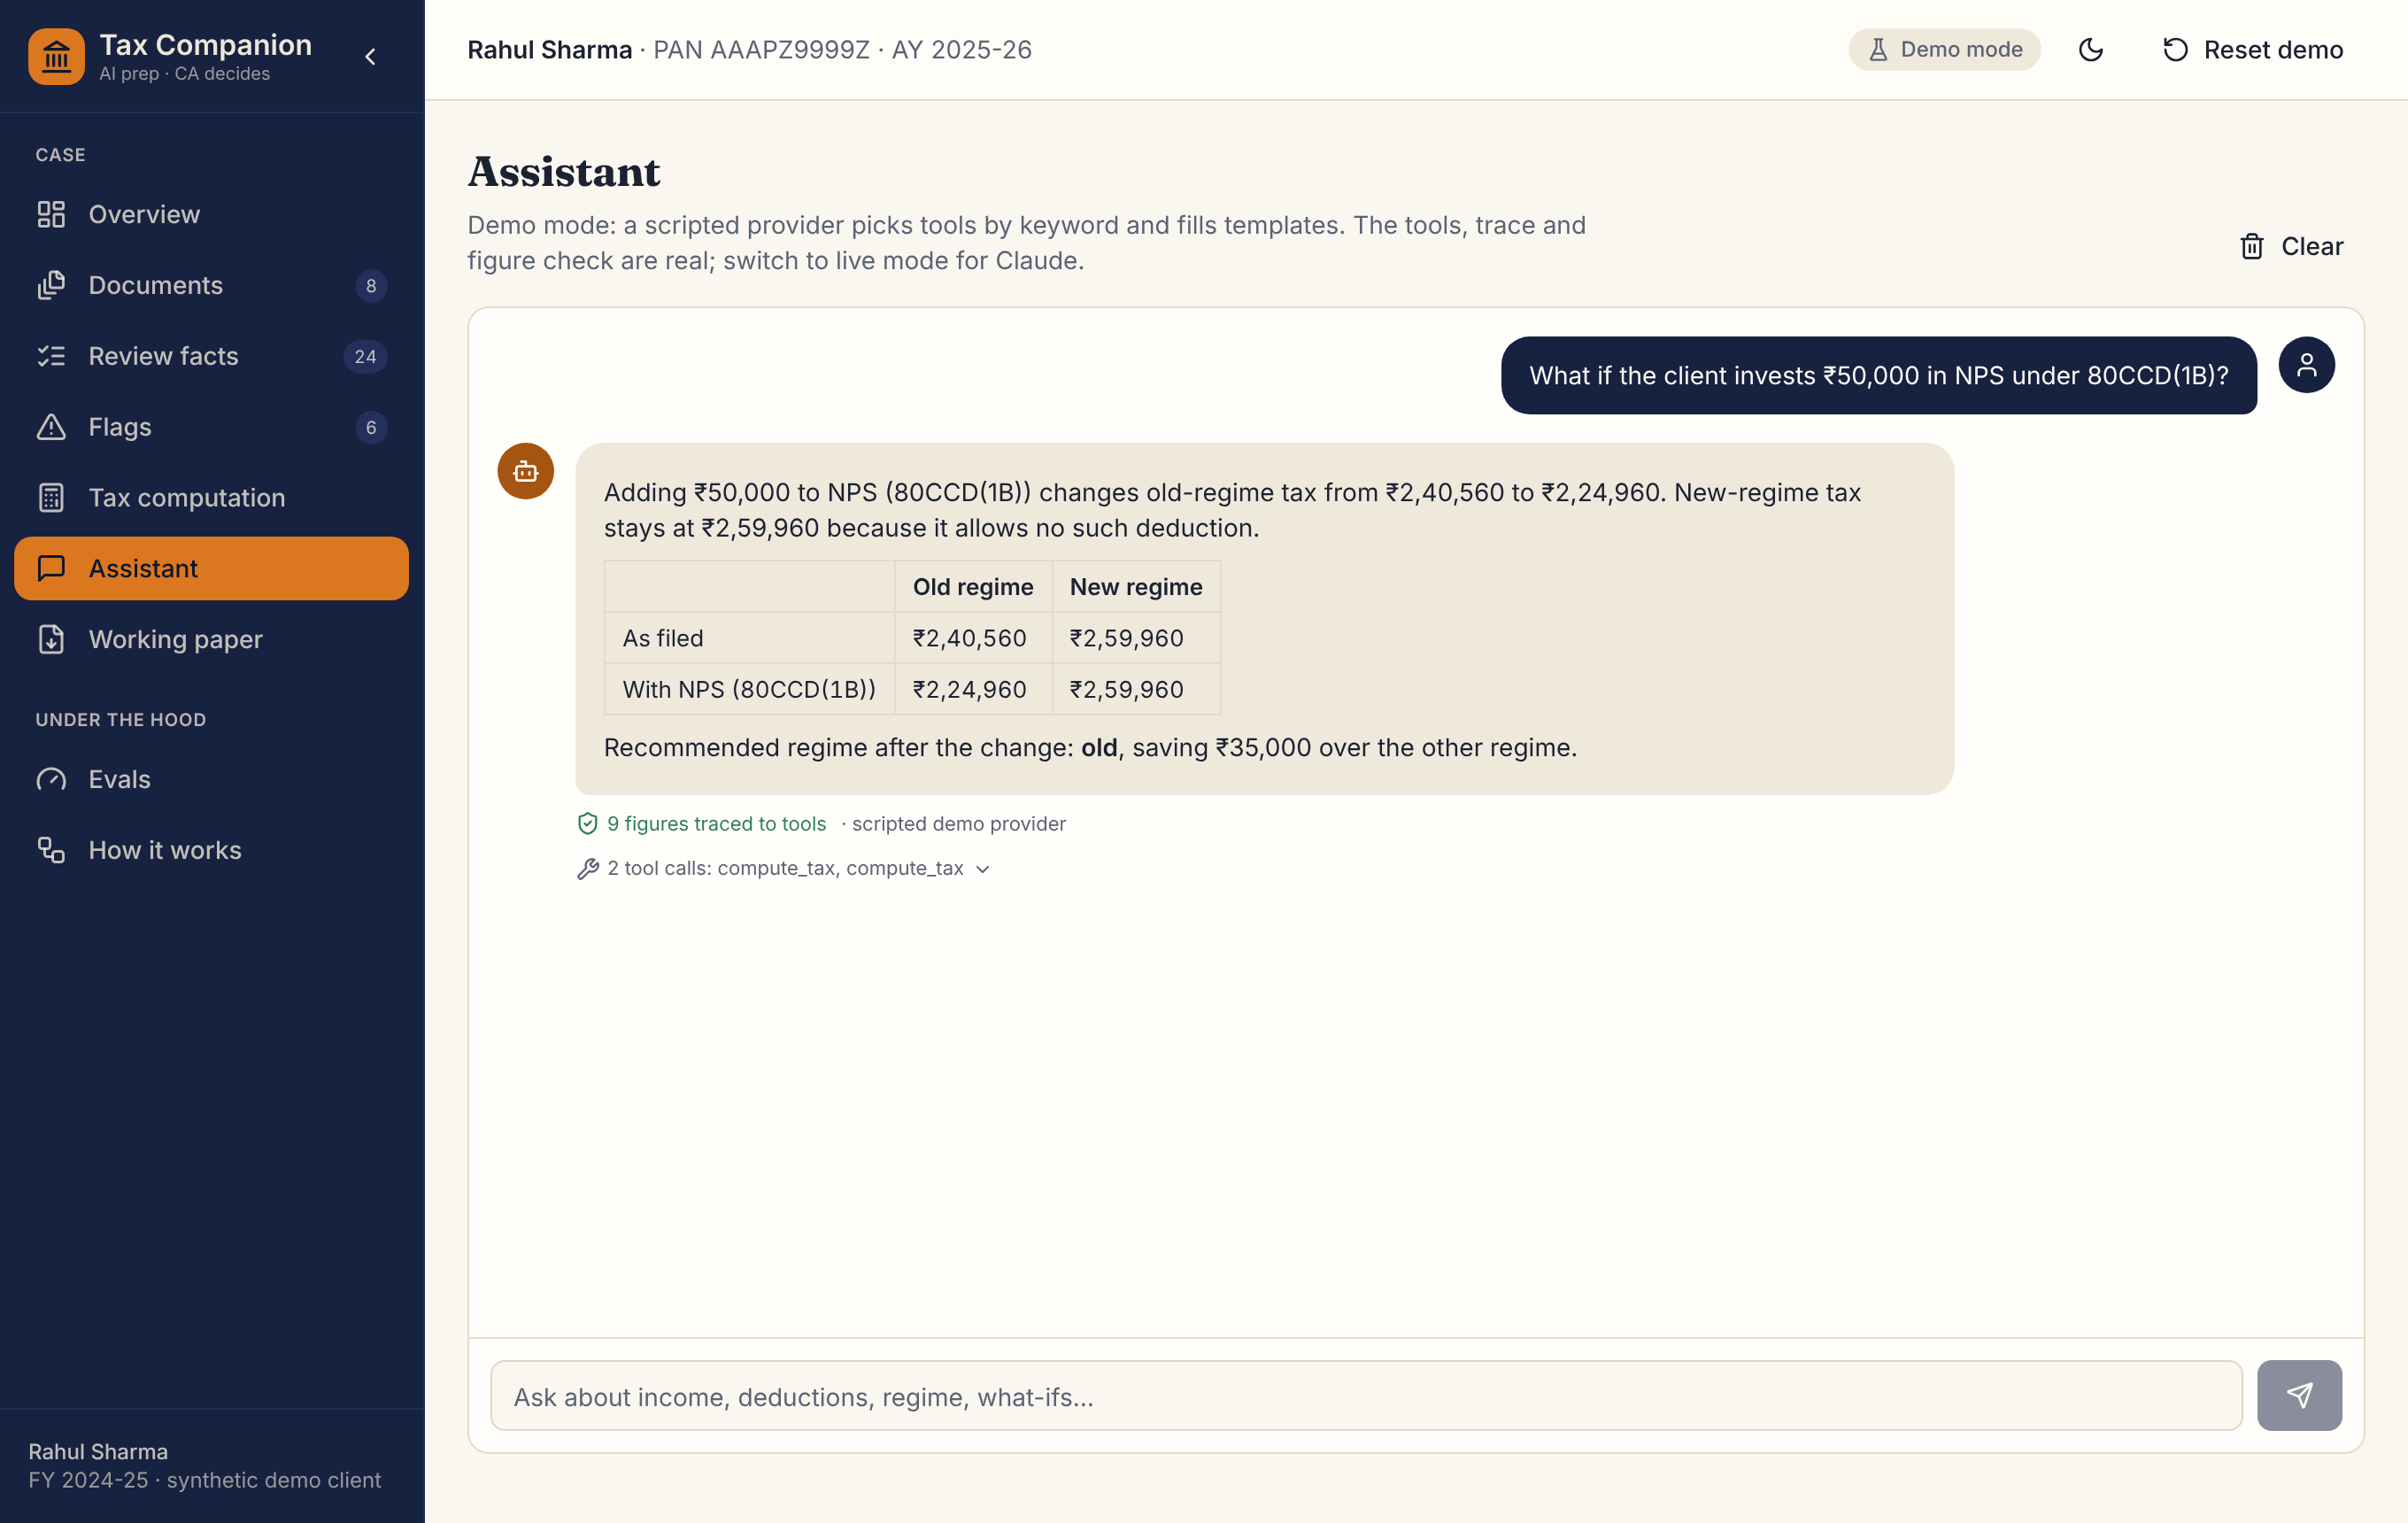 Tax Companion
AI prep · CA decides
CASE
Overview
Documents 8
Review facts 24
Flags 6
Tax computation
Assistant
Working paper
UNDER THE HOOD
Evals
How it works
Rahul Sharma
FY 2024-25 · synthetic demo client
Rahul Sharma · PAN AAAPZ9999Z · AY 2025-26
Demo mode
Reset demo
Assistant
Demo mode: a scripted provider picks tools by keyword and fills templates. The tools, trace and
figure check are real; switch to live mode for Claude.
Clear
What if the client invests ₹50,000 in NPS under 80CCD(1B)?
Adding ₹50,000 to NPS (80CCD(1B)) changes old-regime tax from ₹2,40,560 to ₹2,24,960. New-regime tax
stays at ₹2,59,960 because it allows no such deduction.
Old regime New regime
As filed ₹2,40,560 ₹2,59,960
With NPS (80CCD(1B)) ₹2,24,960 ₹2,59,960
Recommended regime after the change: old, saving ₹35,000 over the other regime.
9 figures traced to tools · scripted demo provider
2 tool calls: compute_tax, compute_tax
Ask about income, deductions, regime, what-ifs...